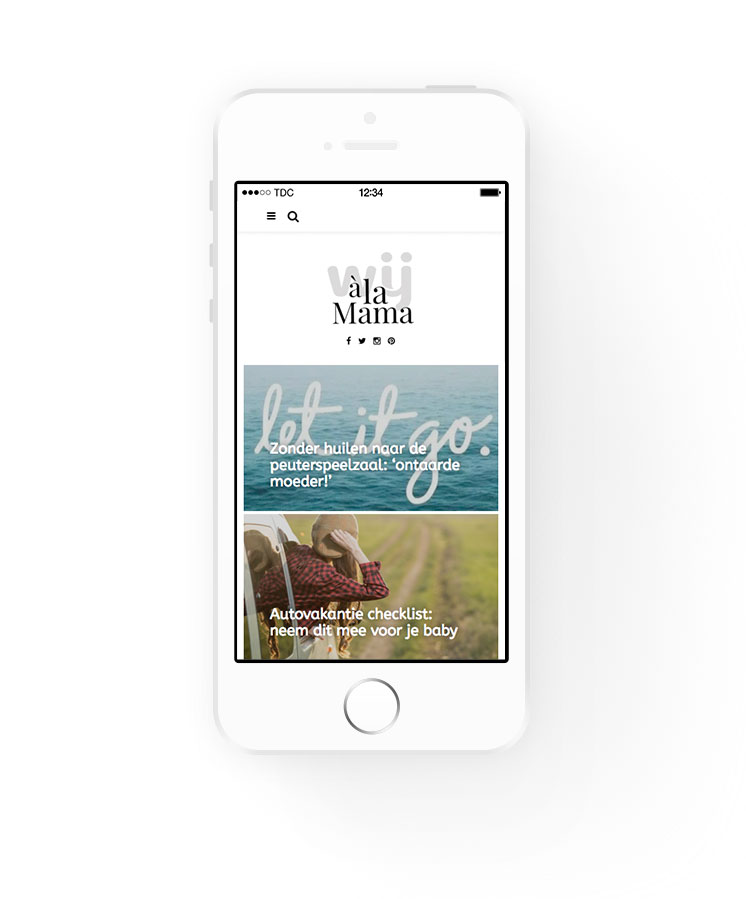 TDC 12:34
wij
à la
Mama
let it go.
Zonder huilen naar de
peuterspeelzaal: ‘ontaarde
moeder!’
Autovakantie checklist:
neem dit mee voor je baby